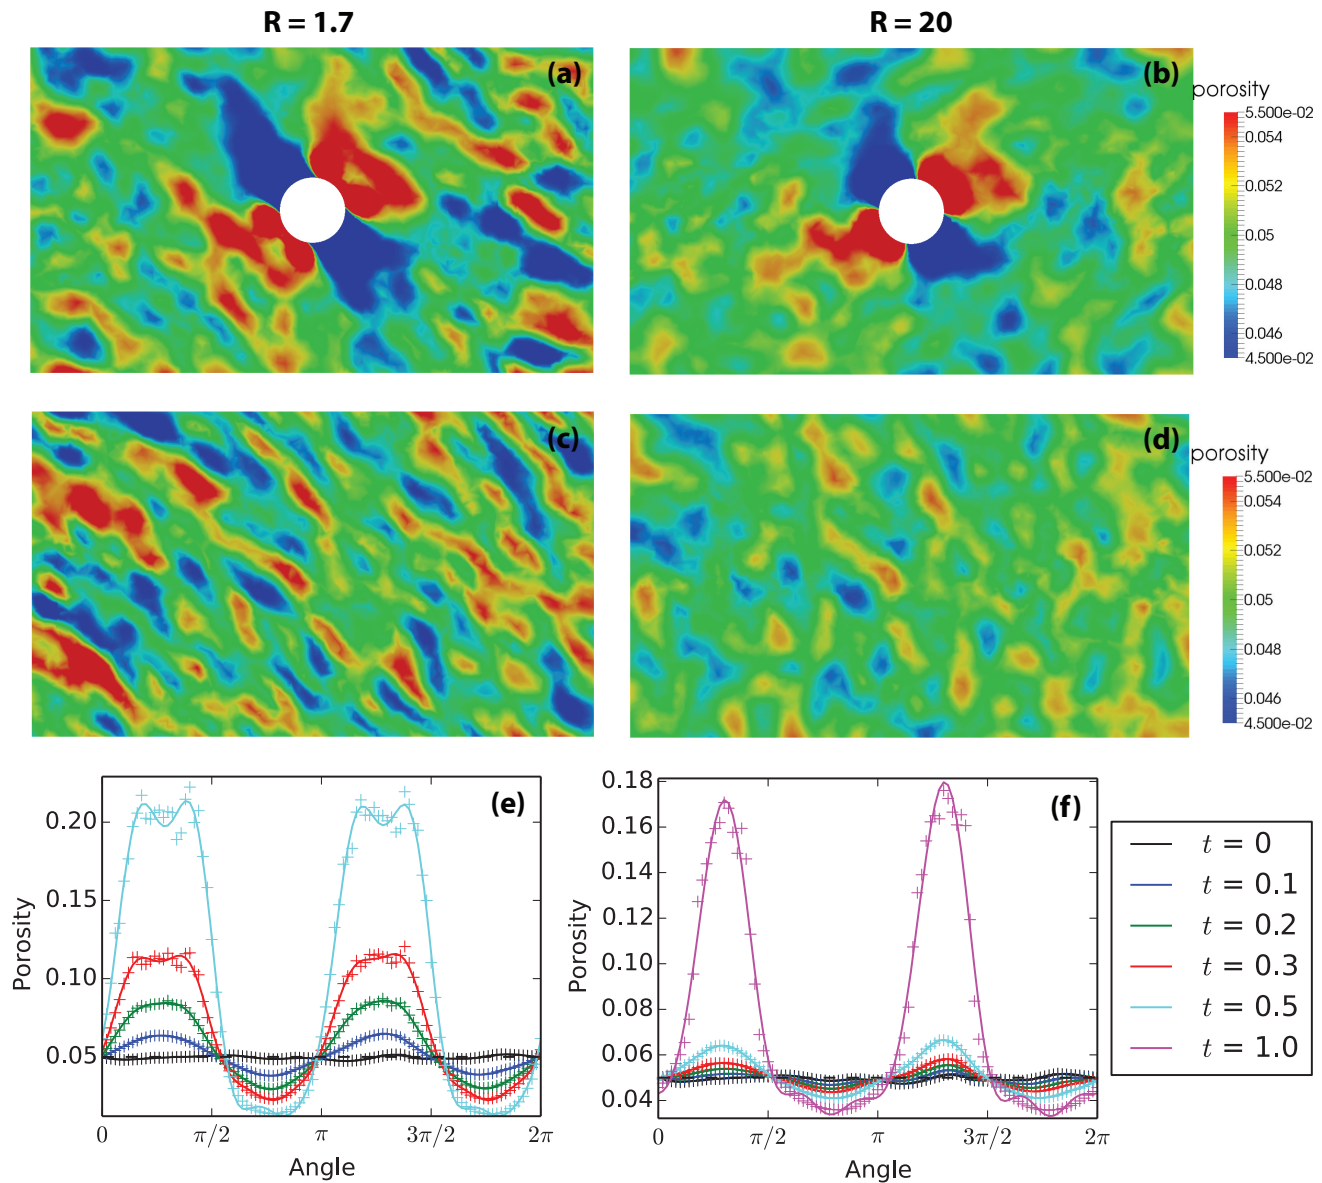 R = 1.7
R = 20
(a)
(b)
porosity
5.500e-02
0.054
0.052
0.05
0.048
0.046
4.500e-02
(c)
(d)
porosity
5.500e-02
0.054
0.052
0.05
0.048
0.046
4.500e-02
(e)
0.20
0.15
0.10
0.05
Porosity
0
π/2
π
3π/2
2π
Angle
(f)
0.18
0.16
0.14
0.12
0.10
0.08
0.06
0.04
Porosity
0
π/2
π
3π/2
2π
Angle
t = 0
t = 0.1
t = 0.2
t = 0.3
t = 0.5
t = 1.0